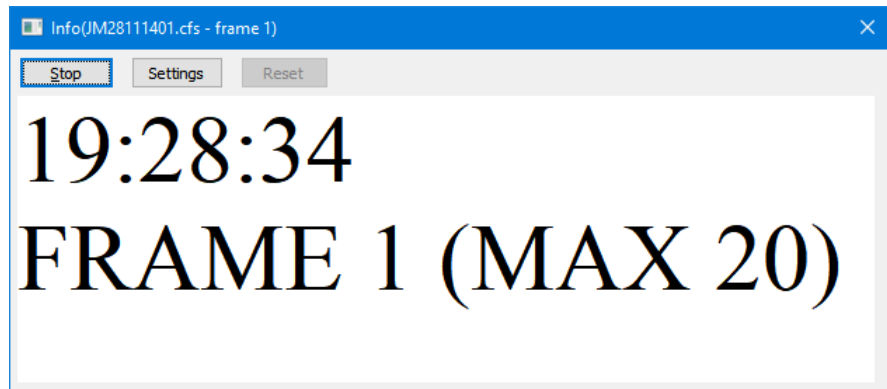 Info(JM28111401.cfs - frame 1)
Stop Settings Reset
19:28:34
FRAME 1 (MAX 20)